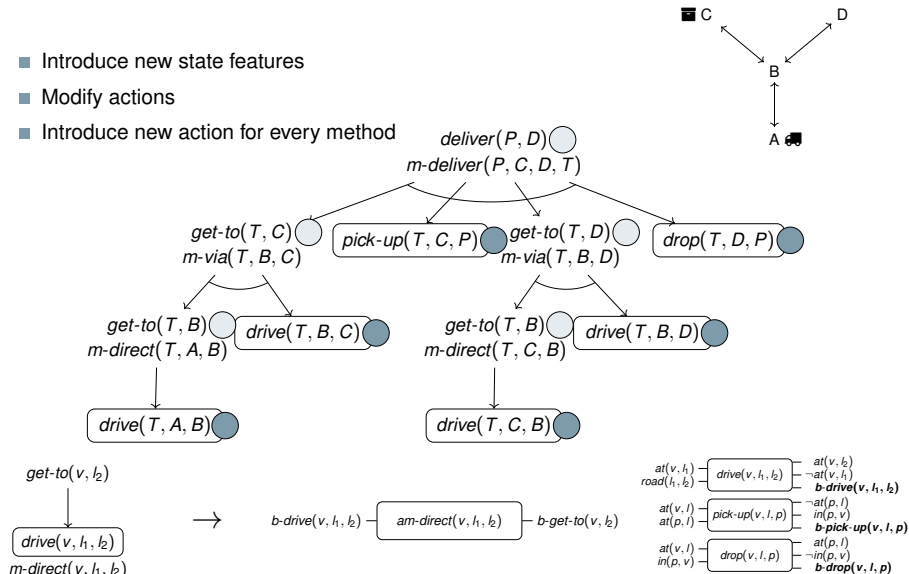 C
D
B
A
Introduce new state features
Modify actions
Introduce new action for every method
deliver(P, D)
m-deliver(P, C, D, T)
get-to(T, C)
m-via(T, B, C)
pick-up(T, C, P)
get-to(T, D)
m-via(T, B, D)
drop(T, D, P)
get-to(T, B)
m-direct(T, A, B)
drive(T, B, C)
get-to(T, B)
m-direct(T, C, B)
drive(T, B, D)
drive(T, A, B)
drive(T, C, B)
get-to(v, l₂)
drive(v, l₁, l₂)
m-direct(v, l₁, l₂)
→
b-drive(v, l₁, l₂)
am-direct(v, l₁, l₂)
b-get-to(v, l₂)
at(v, l₁)
road(l₁, l₂)
drive(v, l₁, l₂)
at(v, l₂)
¬at(v, l₁)
b-drive(v, l₁, l₂)
at(v, l)
at(p, l)
pick-up(v, l, p)
¬at(p, l)
in(p, v)
b-pick-up(v, l, p)
at(v, l)
in(p, v)
drop(v, l, p)
at(p, l)
¬in(p, v)
b-drop(v, l, p)